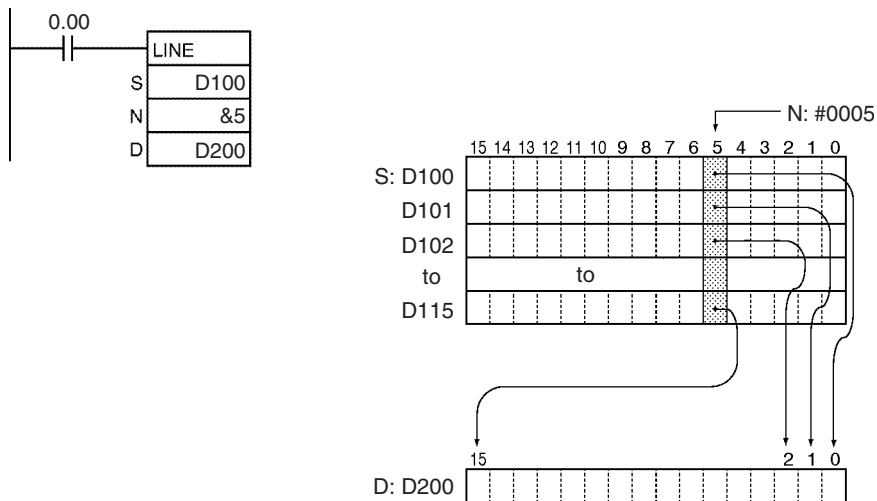 0.00
LINE
S D100
N &5
D D200
N: #0005
15 14 13 12 11 10 9 8 7 6 5 4 3 2 1 0
S: D100
D101
D102
to to
D115
15 2 1 0
D: D200